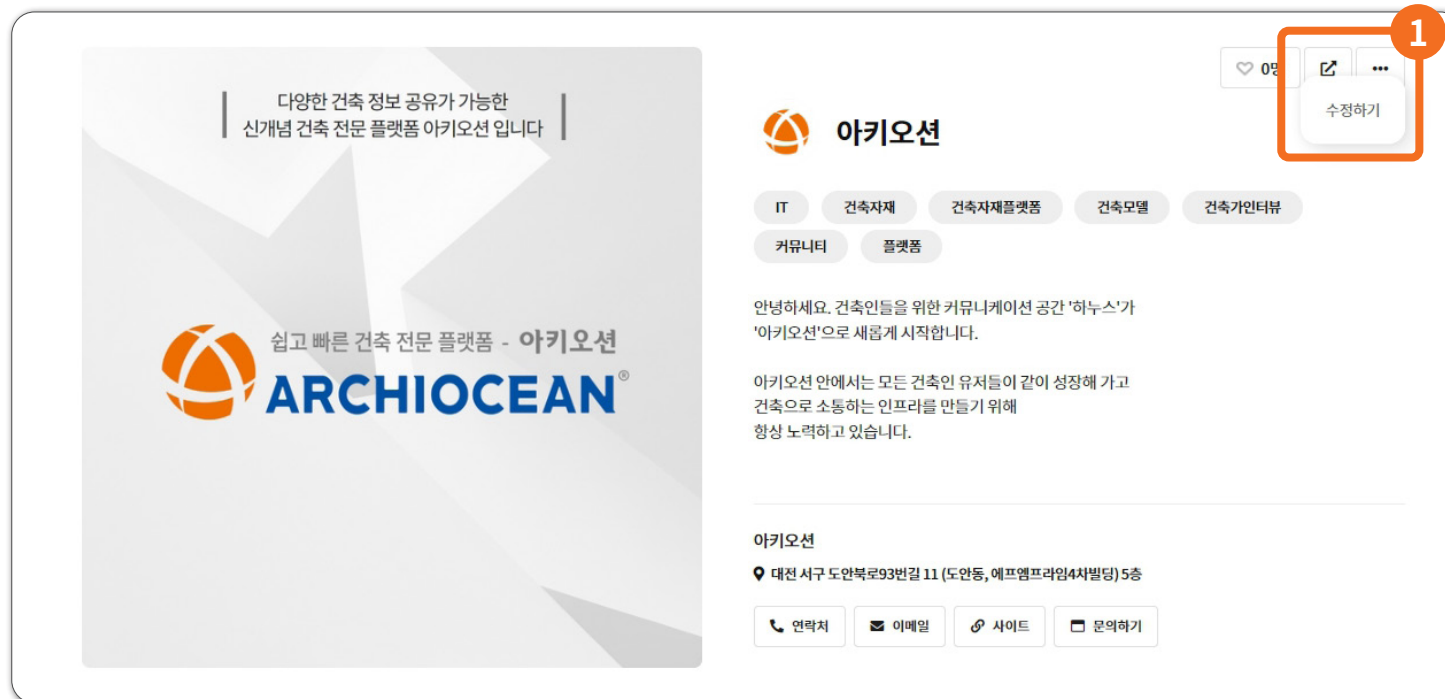 다양한 건축 정보 공유가 가능한
신개념 건축 전문 플랫폼 아키오션 입니다
쉽고 빠른 건축 전문 플랫폼 - 아키오션
ARCHIOCEAN®
1
수정하기
아키오션
IT 건축자재 건축자재플랫폼 건축모델 건축가인터뷰
커뮤니티 플랫폼
안녕하세요. 건축인들을 위한 커뮤니케이션 공간 '하누스'가
'아키오션'으로 새롭게 시작합니다.
아키오션 안에서는 모든 건축인 유저들이 같이 성장해 가고
건축으로 소통하는 인프라를 만들기 위해
항상 노력하고 있습니다.
아키오션
대전 서구 도안북로93번길 11 (도안동, 에프엠프라임4차빌딩) 5층
연락처 이메일 사이트 문의하기